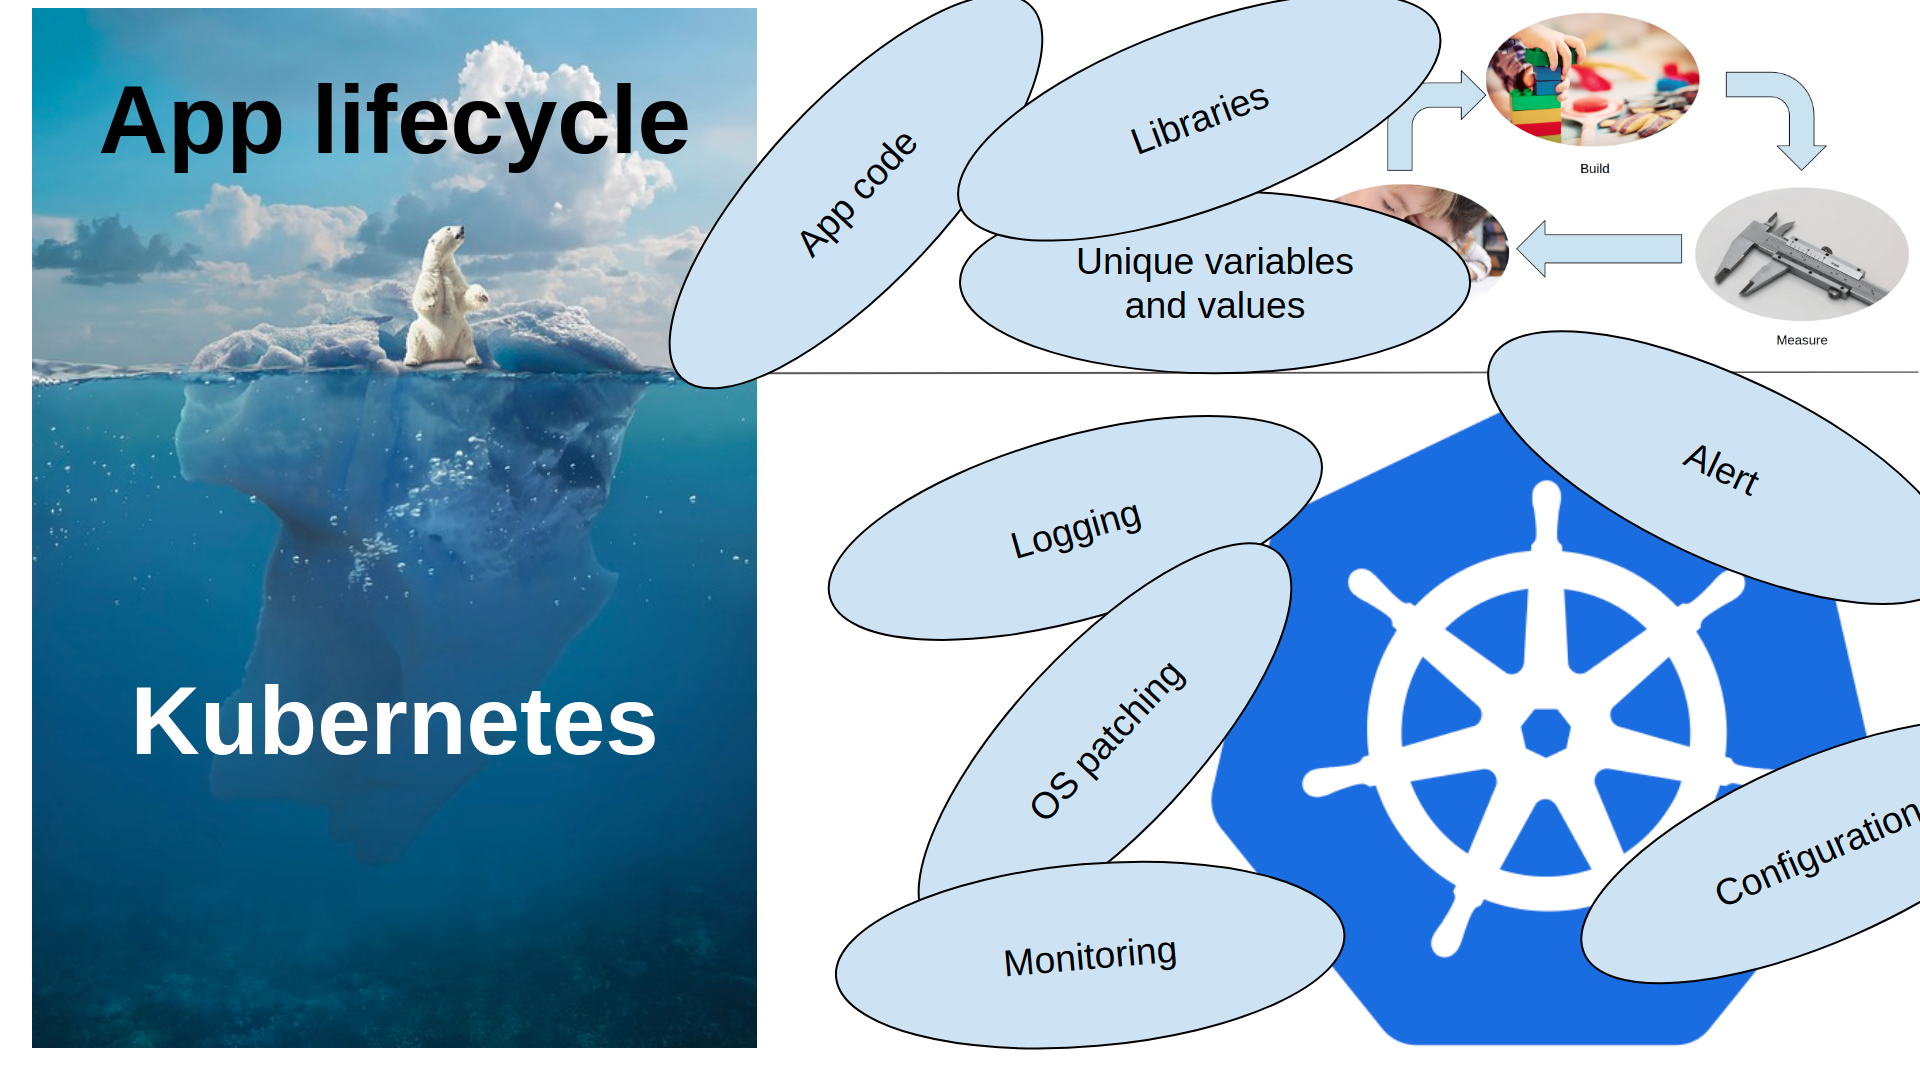 App lifecycle
App code
Libraries
Unique variables
and values
Build
Measure
Kubernetes
Logging
Alert
OS patching
Configuration
Monitoring